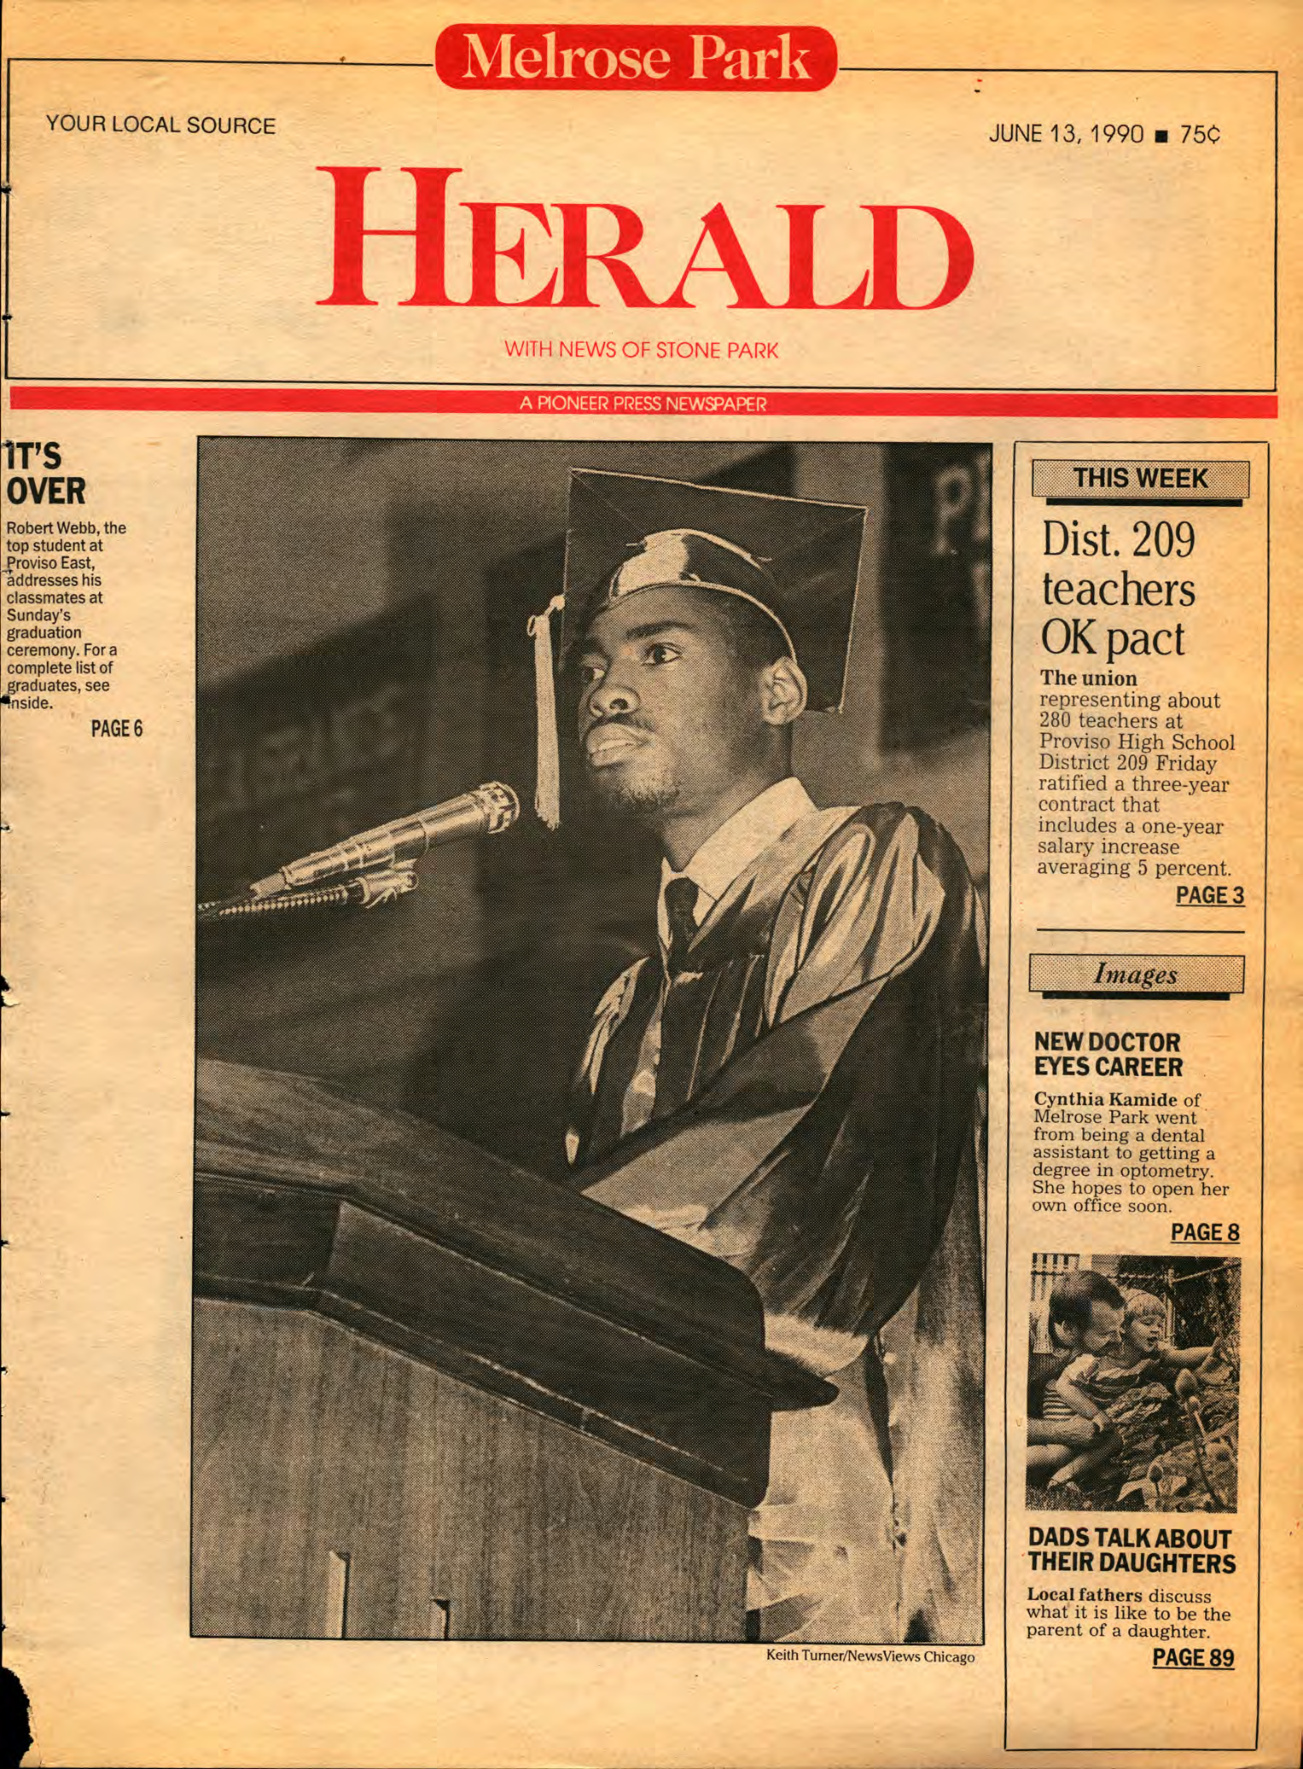 Melrose Park
YOUR LOCAL SOURCE
JUNE 13, 1990 ■ 75¢
HERALD
WITH NEWS OF STONE PARK
A PIONEER PRESS NEWSPAPER
IT'S
OVER
Robert Webb, the
top student at
Proviso East,
addresses his
classmates at
Sunday's
graduation
ceremony. For a
complete list of
graduates, see
inside.
PAGE 6
Keith Turner/NewsViews Chicago
THIS WEEK
Dist. 209
teachers
OK pact
The union
representing about
280 teachers at
Proviso High School
District 209 Friday
ratified a three-year
contract that
includes a one-year
salary increase
averaging 5 percent.
PAGE 3
Images
NEW DOCTOR
EYES CAREER
Cynthia Kamide of
Melrose Park went
from being a dental
assistant to getting a
degree in optometry.
She hopes to open her
own office soon.
PAGE 8
DADS TALK ABOUT
THEIR DAUGHTERS
Local fathers discuss
what it is like to be the
parent of a daughter.
PAGE 89